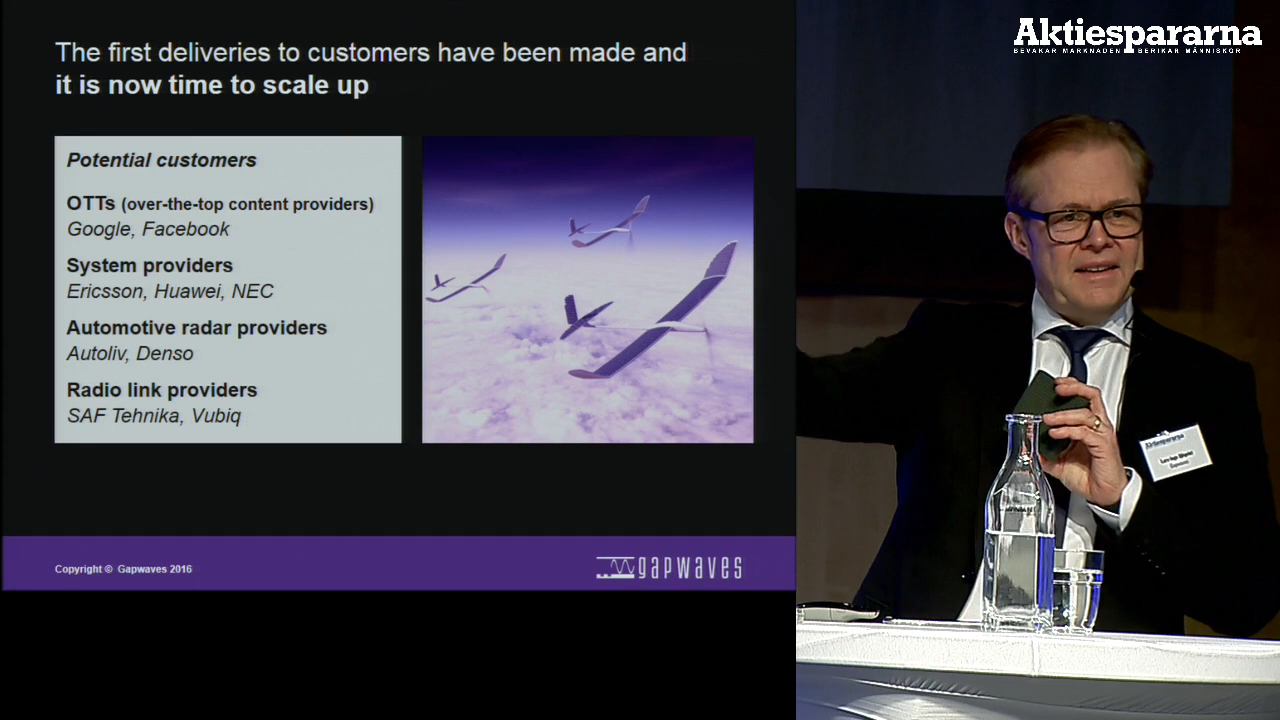 The first deliveries to customers have been made and
it is now time to scale up
Potential customers
OTTs (over-the-top content providers)
Google, Facebook
System providers
Ericsson, Huawei, NEC
Automotive radar providers
Autoliv, Denso
Radio link providers
SAF Tehnika, Vubiq
Copyright © Gapwaves 2016
gapwaves
Aktiespararna
BEVAKAR MARKNADEN BERIKAR MÄNNISKOR
Aktiespararna
Gapwaves